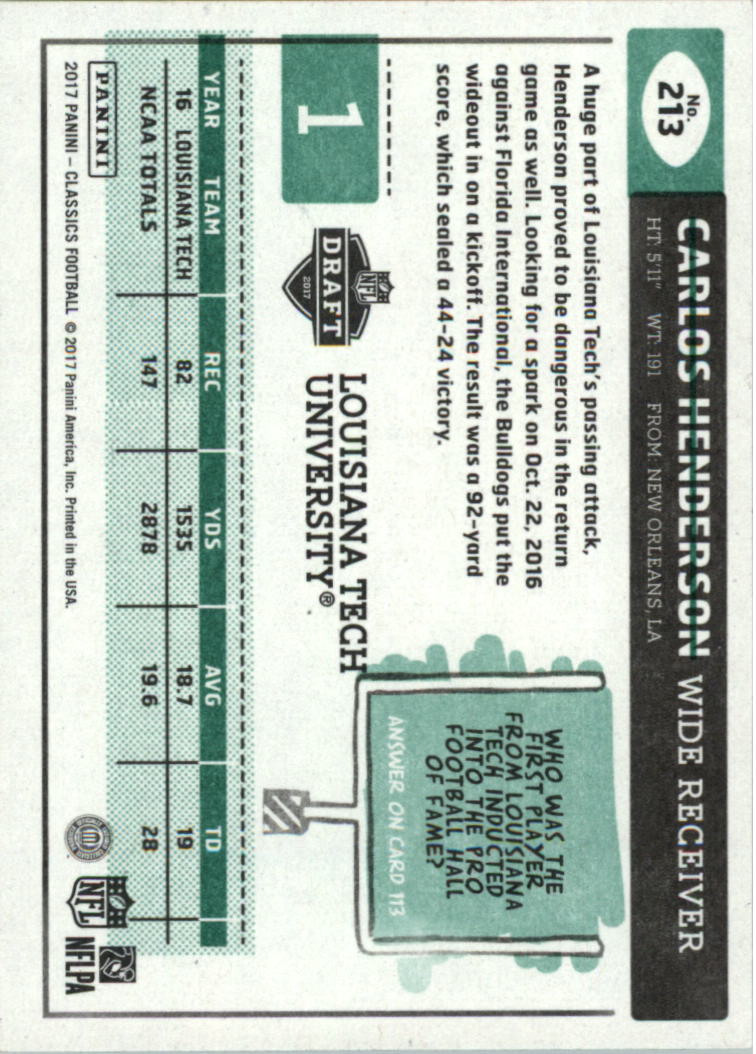 No.
213
CARLOS HENDERSON WIDE RECEIVER
HT: 5'11" WT: 191 FROM: NEW ORLEANS, LA
A huge part of Louisiana Tech's passing attack,
Henderson proved to be dangerous in the return
game as well. Looking for a spark on Oct. 22, 2016
against Florida International, the Bulldogs put the
wideout in on a kickoff. The result was a 92-yard
score, which sealed a 44-24 victory.
WHO WAS THE
FIRST PLAYER
FROM LOUISIANA
TECH INDUCTED
INTO THE PRO
FOOTBALL HALL
OF FAME?
ANSWER ON CARD 113
1
NFL
DRAFT
2017
LOUISIANA TECH
UNIVERSITY®
YEAR TEAM REC YDS AVG TD
16 LOUISIANA TECH 82 1535 18.7 19
NCAA TOTALS 147 2878 19.6 28
PANINI
2017 PANINI – CLASSICS FOOTBALL © 2017 Panini America, Inc. Printed in the USA.
NFL
NFLPA